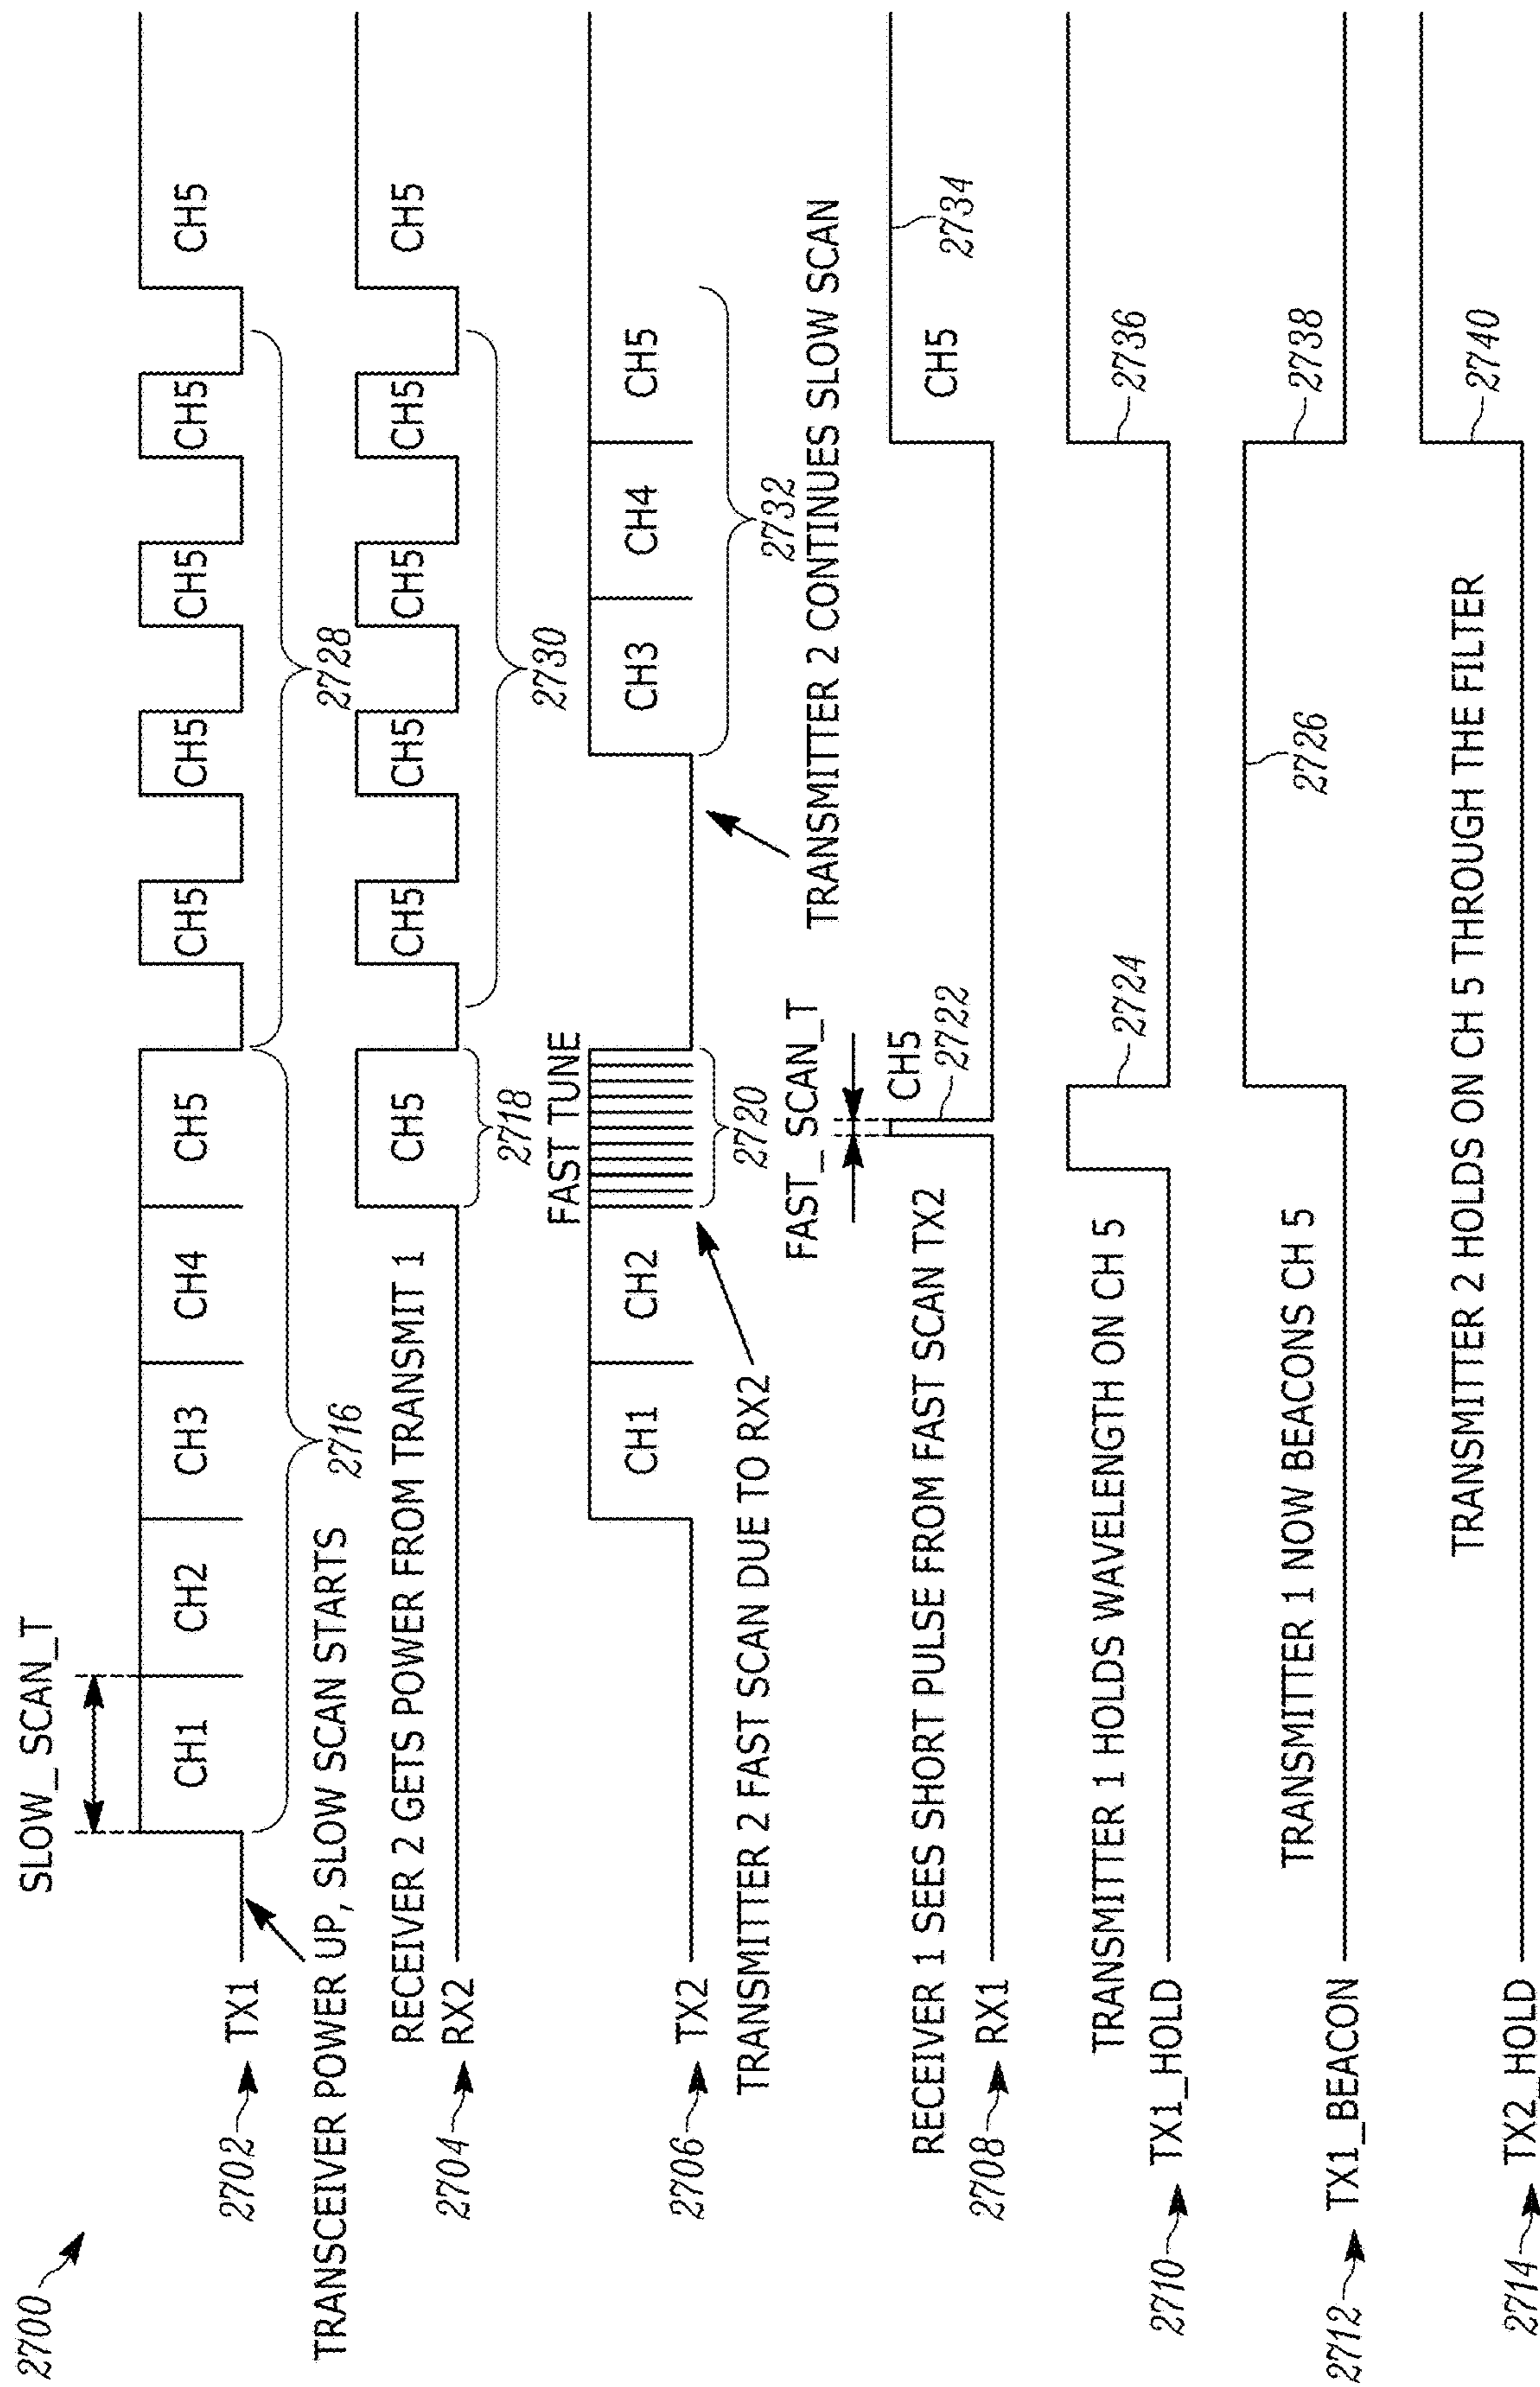 2700
SLOW_SCAN_T
2702 TX1
CH1 CH2 CH3 CH4 CH5 CH5 CH5 CH5 CH5 CH5
2716
2728
TRANSCEIVER POWER UP, SLOW SCAN STARTS
RECEIVER 2 GETS POWER FROM TRANSMIT 1
2704 RX2
CH5 CH5 CH5 CH5 CH5 CH5
2718
2730
FAST TUNE
2706 TX2
CH1 CH2 CH3 CH4 CH5
2720
2732
TRANSMITTER 2 FAST SCAN DUE TO RX2
TRANSMITTER 2 CONTINUES SLOW SCAN
FAST_SCAN_T
RECEIVER 1 SEES SHORT PULSE FROM FAST SCAN TX2
2708 RX1
CH5
2722
CH5
2734
TRANSMITTER 1 HOLDS WAVELENGTH ON CH 5
2710 TX1_HOLD
2724
2736
TRANSMITTER 1 NOW BEACONS CH 5
2712 TX1_BEACON
2726
2738
TRANSMITTER 2 HOLDS ON CH 5 THROUGH THE FILTER
2714 TX2_HOLD
2740